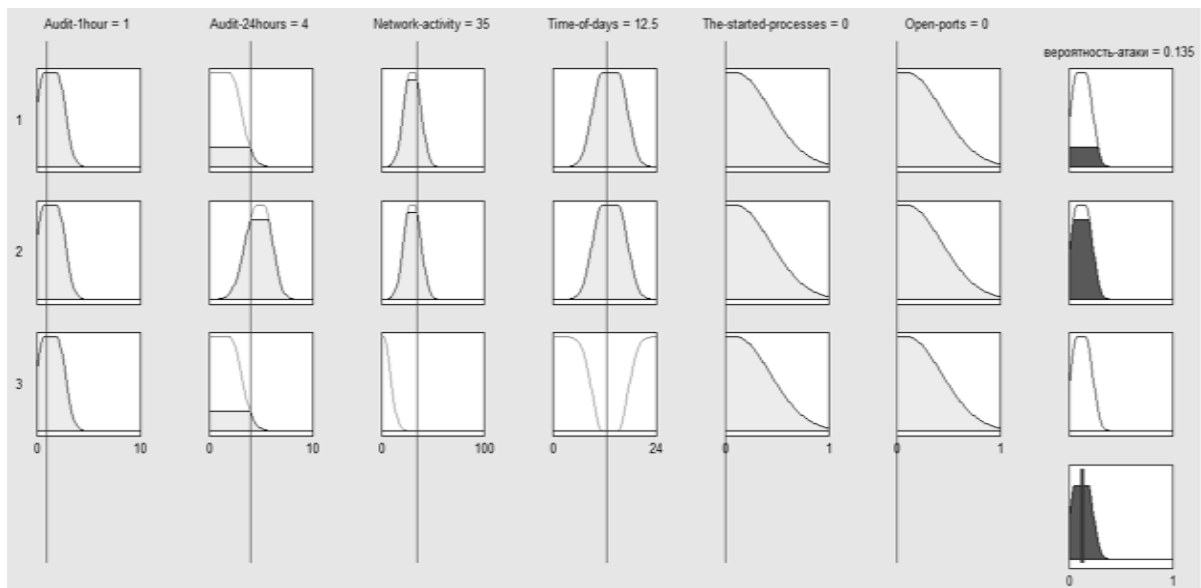 Audit-1hour = 1
Audit-24hours = 4
Network-activity = 35
Time-of-days = 12.5
The-started-processes = 0
Open-ports = 0
вероятность-атаки = 0.135
1
2
3
0 10
0 10
0 100
0 24
0 1
0 1
0 1